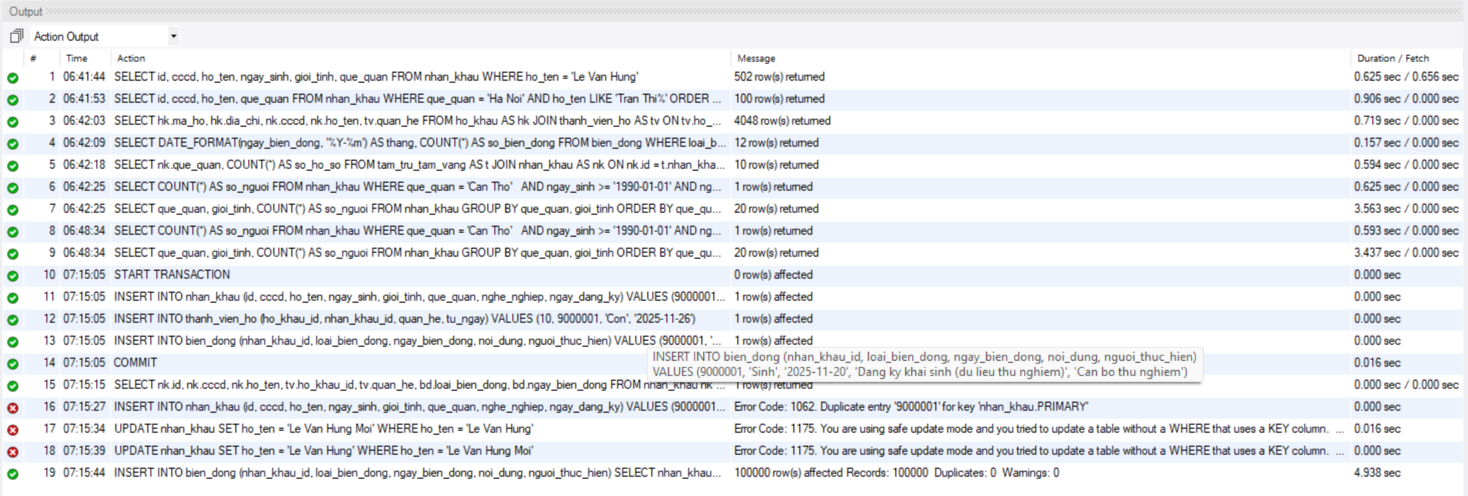 Output
Action Output
# Time Action Message Duration / Fetch
1 06:41:44 SELECT id, cccd, ho_ten, ngay_sinh, gioi_tinh, que_quan FROM nhan_khau WHERE ho_ten = 'Le Van Hung' 502 row(s) returned 0.625 sec / 0.656 sec
2 06:41:53 SELECT id, cccd, ho_ten, que_quan FROM nhan_khau WHERE que_quan = 'Ha Noi' AND ho_ten LIKE 'Tran Thi%' ORDER ... 100 row(s) returned 0.906 sec / 0.000 sec
3 06:42:03 SELECT hk.ma_ho, hk.dia_chi, nk.cccd, nk.ho_ten, tv.quan_he FROM ho_khau AS hk JOIN thanh_vien_ho AS tv ON tv.ho_... 4048 row(s) returned 0.719 sec / 0.000 sec
4 06:42:09 SELECT DATE_FORMAT(ngay_bien_dong, '%Y-%m') AS thang, COUNT(*) AS so_bien_dong FROM bien_dong WHERE loai_b... 12 row(s) returned 0.157 sec / 0.000 sec
5 06:42:18 SELECT nk.que_quan, COUNT(*) AS so_ho_so FROM tam_tru_tam_vang AS t JOIN nhan_khau AS nk ON nk.id = t.nhan_kha... 10 row(s) returned 0.594 sec / 0.000 sec
6 06:42:25 SELECT COUNT(*) AS so_nguoi FROM nhan_khau WHERE que_quan = 'Can Tho' AND ngay_sinh >= '1990-01-01' AND ng... 1 row(s) returned 0.625 sec / 0.000 sec
7 06:42:25 SELECT que_quan, gioi_tinh, COUNT(*) AS so_nguoi FROM nhan_khau GROUP BY que_quan, gioi_tinh ORDER BY que_qu... 20 row(s) returned 3.563 sec / 0.000 sec
8 06:48:34 SELECT COUNT(*) AS so_nguoi FROM nhan_khau WHERE que_quan = 'Can Tho' AND ngay_sinh >= '1990-01-01' AND ng... 1 row(s) returned 0.593 sec / 0.000 sec
9 06:48:34 SELECT que_quan, gioi_tinh, COUNT(*) AS so_nguoi FROM nhan_khau GROUP BY que_quan, gioi_tinh ORDER BY que_qu... 20 row(s) returned 3.437 sec / 0.000 sec
10 07:15:05 START TRANSACTION 0 row(s) affected 0.000 sec
11 07:15:05 INSERT INTO nhan_khau (id, cccd, ho_ten, ngay_sinh, gioi_tinh, que_quan, nghe_nghiep, ngay_dang_ky) VALUES (9000001... 1 row(s) affected 0.000 sec
12 07:15:05 INSERT INTO thanh_vien_ho (ho_khau_id, nhan_khau_id, quan_he, tu_ngay) VALUES (10, 9000001, 'Con', '2025-11-26') 1 row(s) affected 0.000 sec
13 07:15:05 INSERT INTO bien_dong (nhan_khau_id, loai_bien_dong, ngay_bien_dong, noi_dung, nguoi_thuc_hien) VALUES (9000001, '... 1 row(s) affected 0.000 sec
INSERT INTO bien_dong (nhan_khau_id, loai_bien_dong, ngay_bien_dong, noi_dung, nguoi_thuc_hien)
14 07:15:05 COMMIT 0.016 sec
VALUES (9000001, 'Sinh', '2025-11-20', 'Dang ky khai sinh (du lieu thu nghiem)', 'Can bo thu nghiem')
15 07:15:15 SELECT nk.id, nk.cccd, nk.ho_ten, tv.ho_khau_id, tv.quan_he, bd.loai_bien_dong, bd.ngay_bien_dong FROM nhan_khau nk ... 1 row(s) returned 0.000 sec / 0.000 sec
16 07:15:27 INSERT INTO nhan_khau (id, cccd, ho_ten, ngay_sinh, gioi_tinh, que_quan, nghe_nghiep, ngay_dang_ky) VALUES (9000001... Error Code: 1062. Duplicate entry '9000001' for key 'nhan_khau.PRIMARY' 0.000 sec
17 07:15:34 UPDATE nhan_khau SET ho_ten = 'Le Van Hung Moi' WHERE ho_ten = 'Le Van Hung' Error Code: 1175. You are using safe update mode and you tried to update a table without a WHERE that uses a KEY column. ... 0.016 sec
18 07:15:39 UPDATE nhan_khau SET ho_ten = 'Le Van Hung' WHERE ho_ten = 'Le Van Hung Moi' Error Code: 1175. You are using safe update mode and you tried to update a table without a WHERE that uses a KEY column. ... 0.000 sec
19 07:15:44 INSERT INTO bien_dong (nhan_khau_id, loai_bien_dong, ngay_bien_dong, noi_dung, nguoi_thuc_hien) SELECT nhan_khau... 100000 row(s) affected Records: 100000 Duplicates: 0 Warnings: 0 4.938 sec